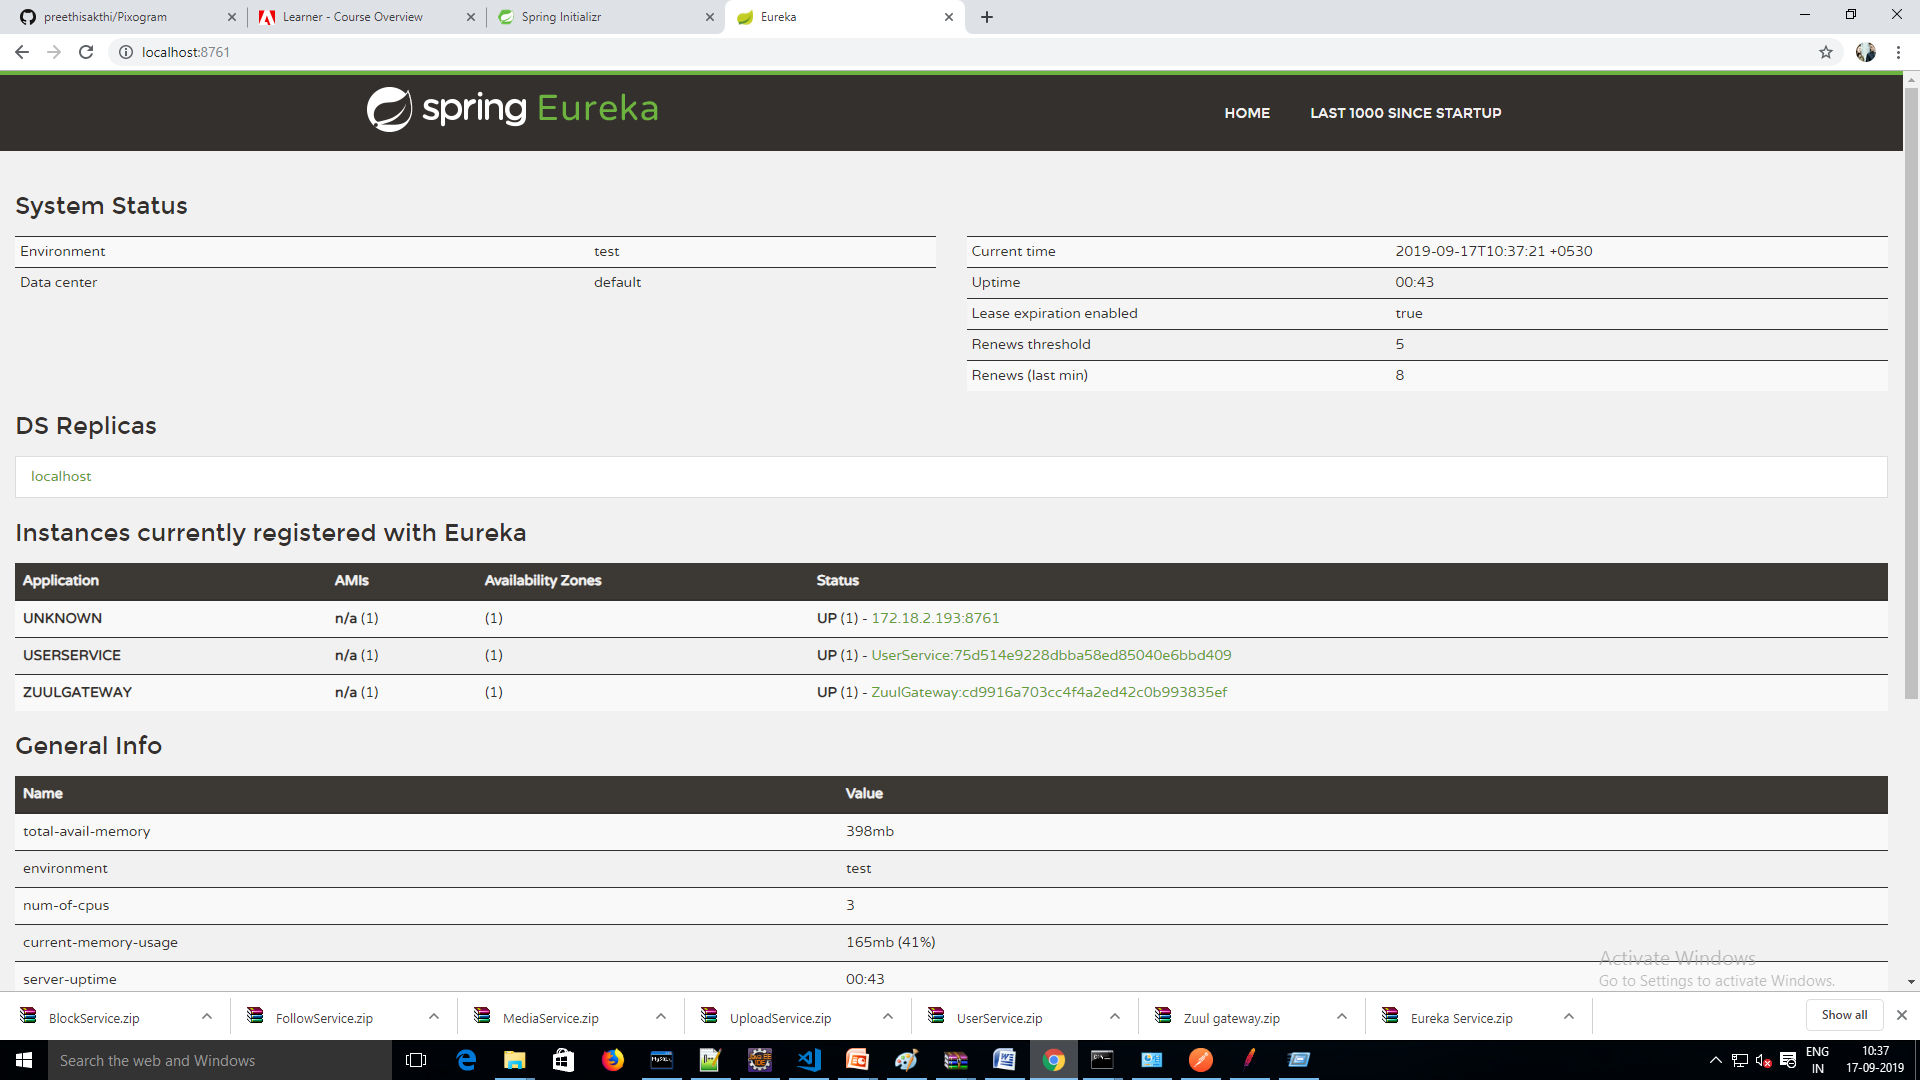 preethisakthi/Pixogram
Learner - Course Overview
Spring Initializr
Eureka
localhost:8761
spring Eureka
HOME LAST 1000 SINCE STARTUP
System Status
Environment test
Data center default
Current time 2019-09-17T10:37:21 +0530
Uptime 00:43
Lease expiration enabled true
Renews threshold 5
Renews (last min) 8
DS Replicas
localhost
Instances currently registered with Eureka
Application AMIs Availability Zones Status
UNKNOWN n/a (1) (1) UP (1) - 172.18.2.193:8761
USERSERVICE n/a (1) (1) UP (1) - UserService:75d514e9228dbba58ed85040e6bbd409
ZUULGATEWAY n/a (1) (1) UP (1) - ZuulGateway:cd9916a703cc4f4a2ed42c0b993835ef
General Info
Name Value
total-avail-memory 398mb
environment test
num-of-cpus 3
current-memory-usage 165mb (41%)
server-uptime 00:43
Activate Windows
Go to Settings to activate Windows.
BlockService.zip
FollowService.zip
MediaService.zip
UploadService.zip
UserService.zip
Zuul gateway.zip
Eureka Service.zip
Show all
Search the web and Windows
ENG
IN
10:37
17-09-2019